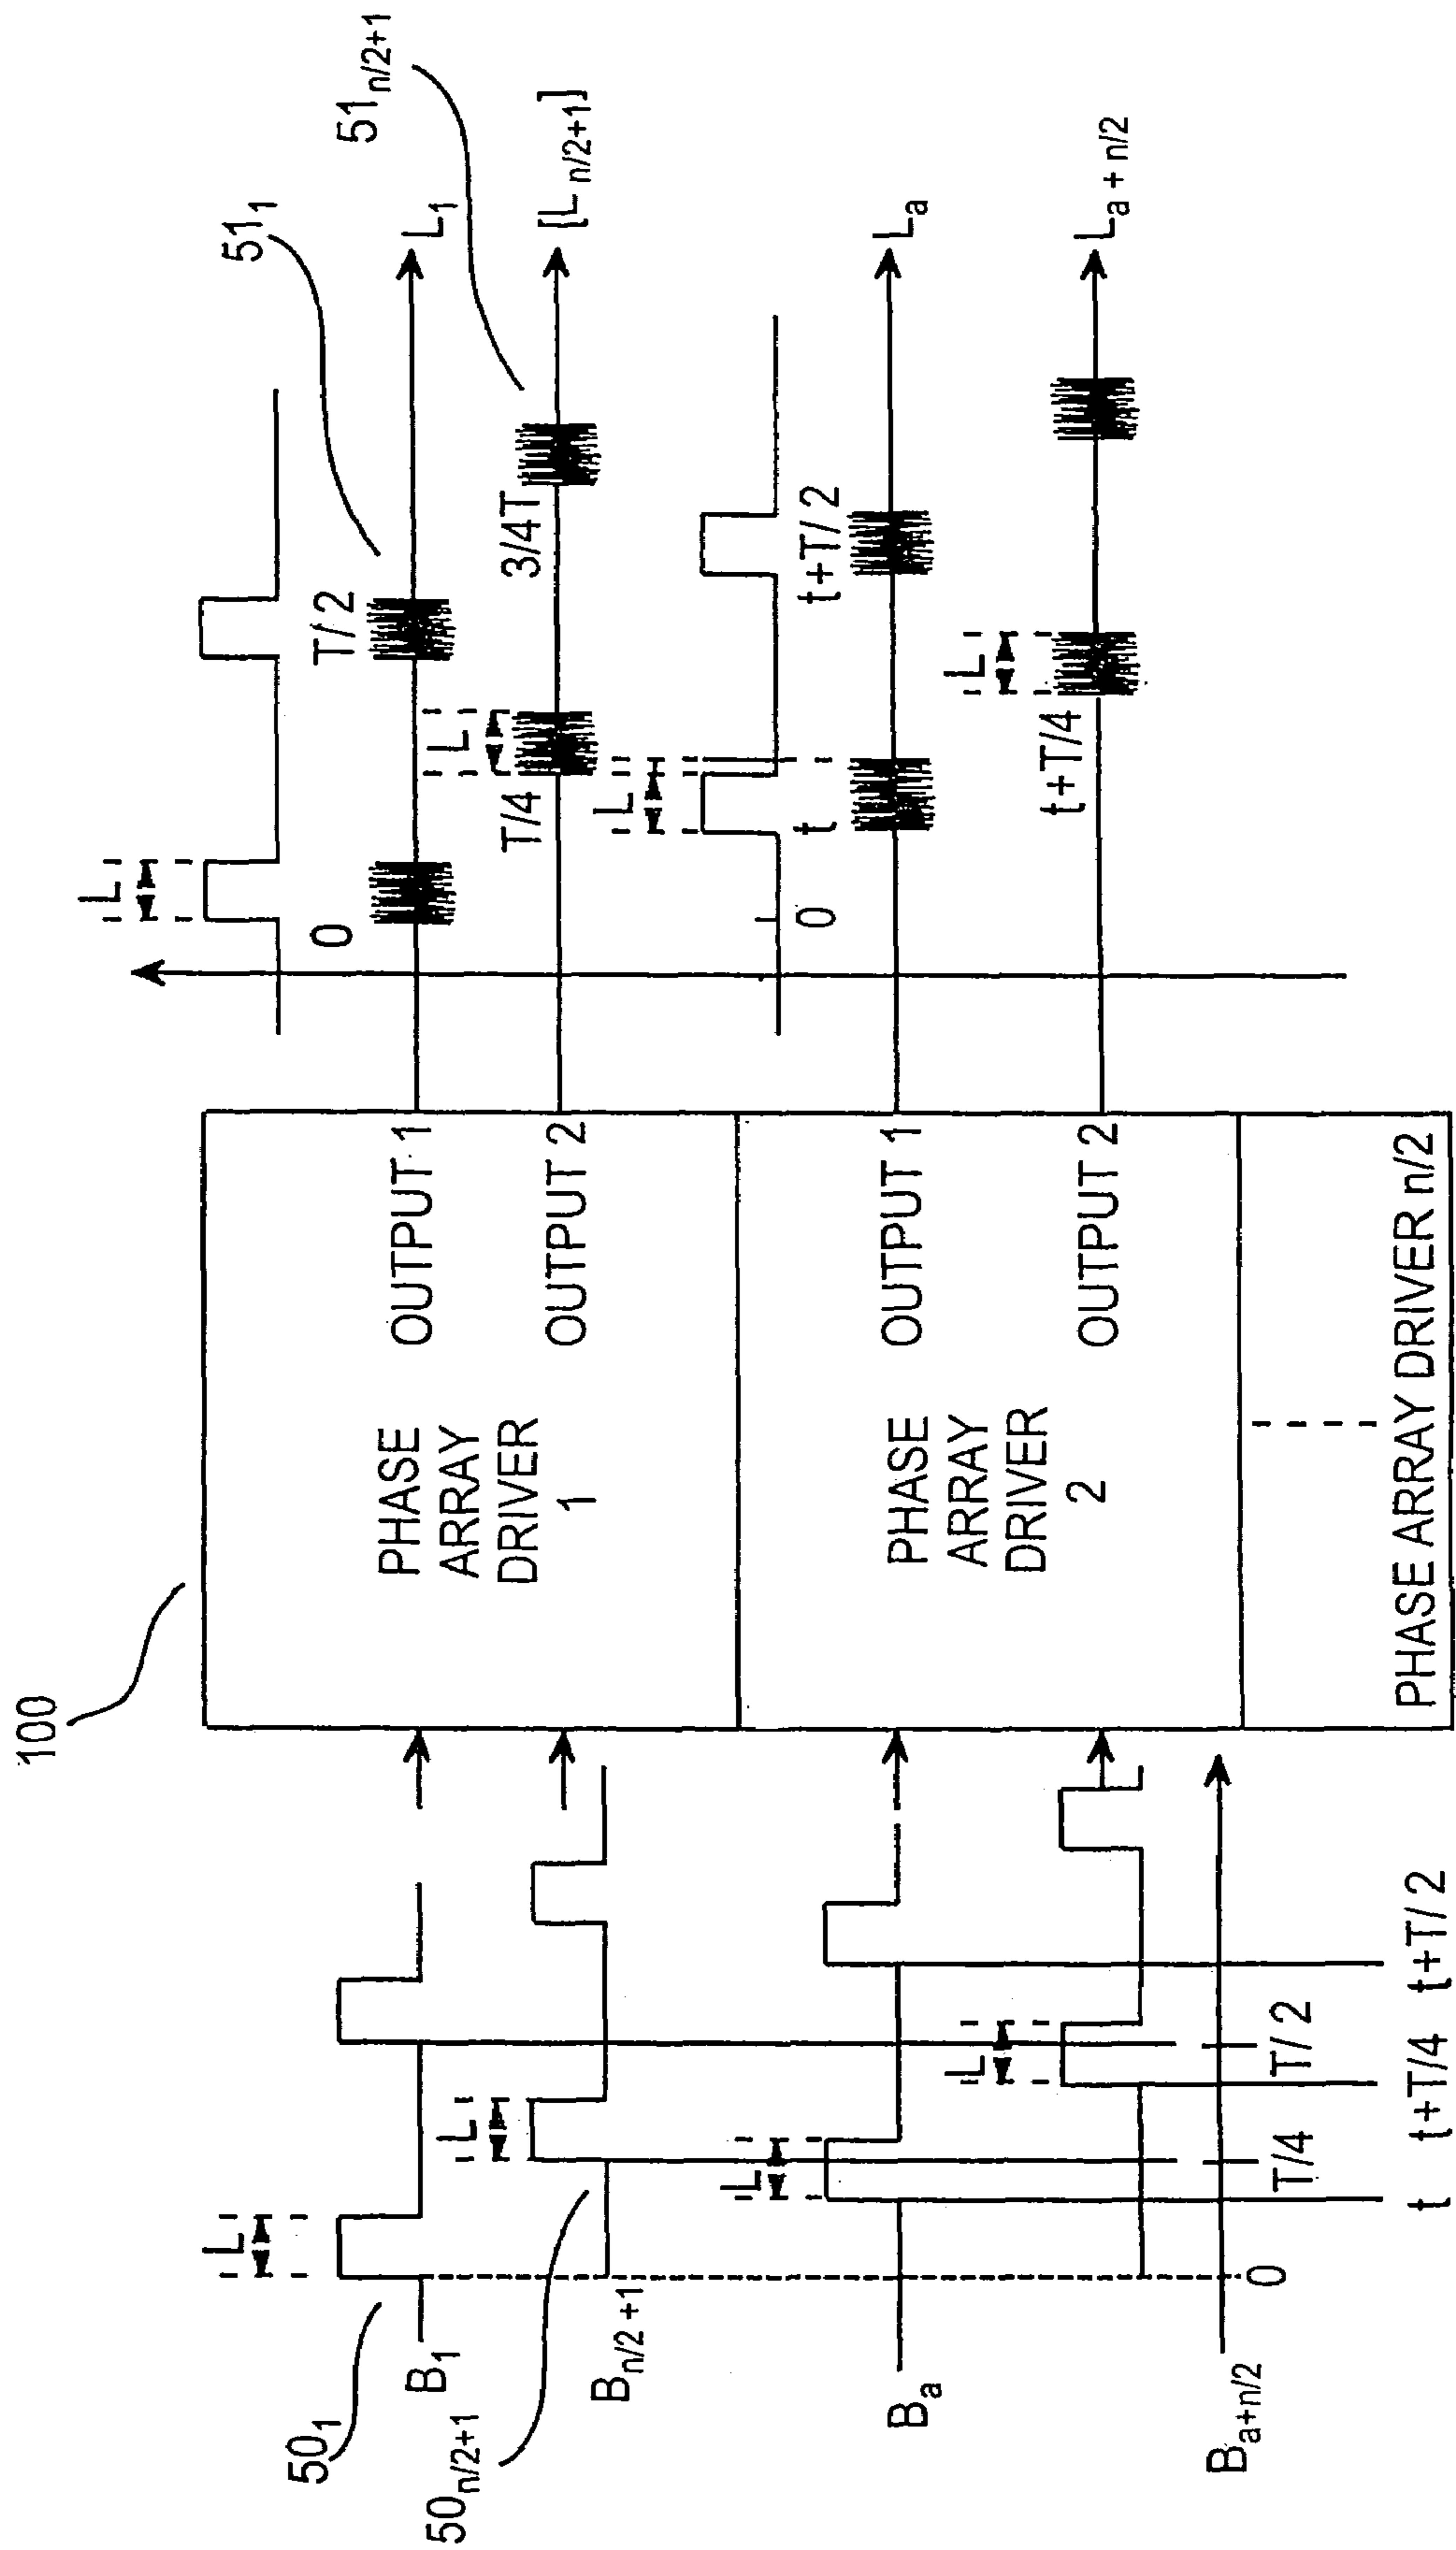 100
50₁
50ₙ/₂₊₁
B₁
Bₙ/₂₊₁
Bₐ
Bₐ₊ₙ/₂
L
L
L
L
0
T/4
T/2
t
t+T/4
t+T/2
PHASE
ARRAY
DRIVER
1
OUTPUT 1
OUTPUT 2
PHASE
ARRAY
DRIVER
2
OUTPUT 1
OUTPUT 2
PHASE ARRAY DRIVER n/2
L
0
T/2
51₁
L₁
T/4
L
3/4T
51ₙ/₂₊₁
[Lₙ/₂₊₁]
L
0
t
t+T/2
Lₐ
t+T/4
L
Lₐ₊ₙ/₂